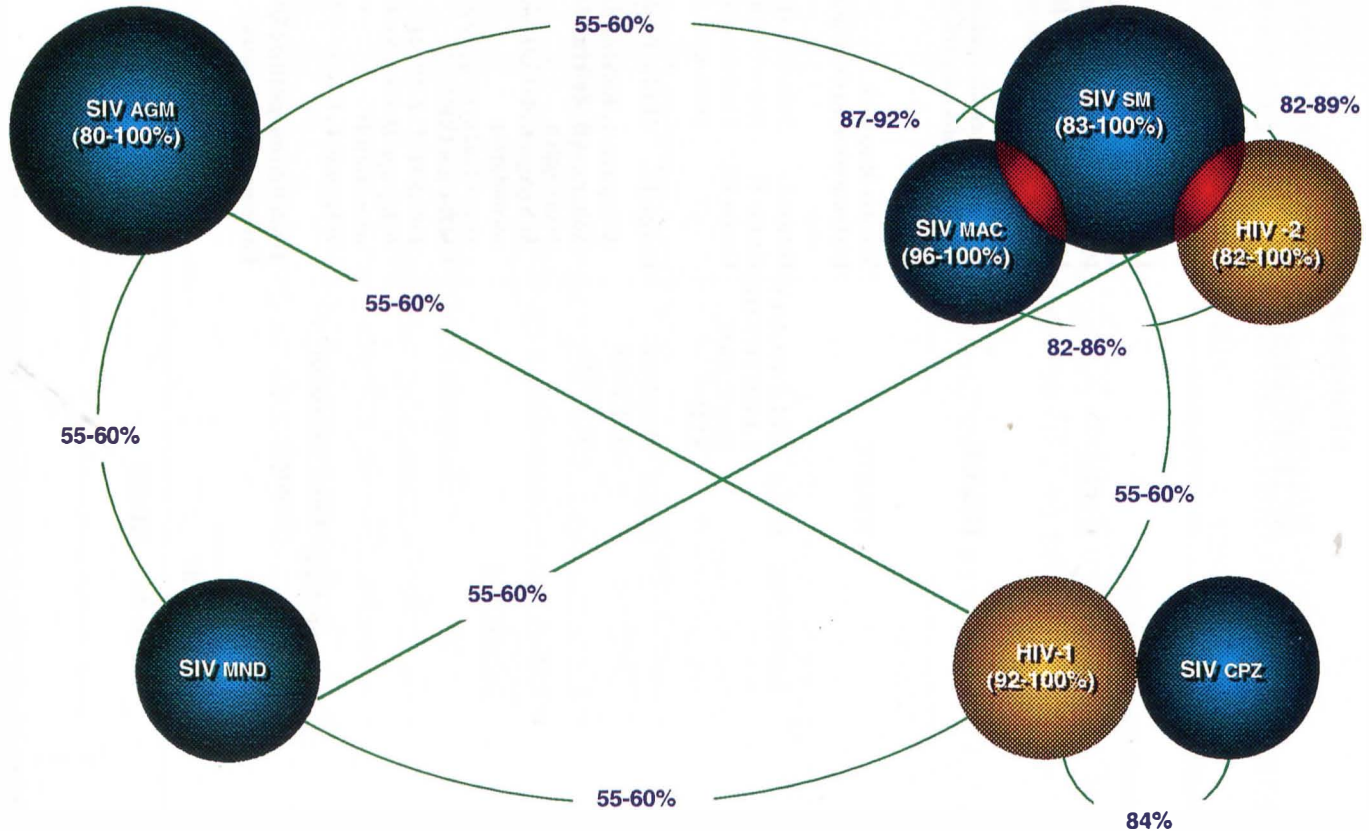 55-60%
SIV AGM
(80-100%)
SIV SM
(83-100%)
87-92%
82-89%
SIV MAC
(96-100%)
HIV -2
(82-100%)
55-60%
82-86%
55-60%
55-60%
55-60%
SIV MND
HIV-1
(92-100%)
SIV CPZ
55-60%
84%